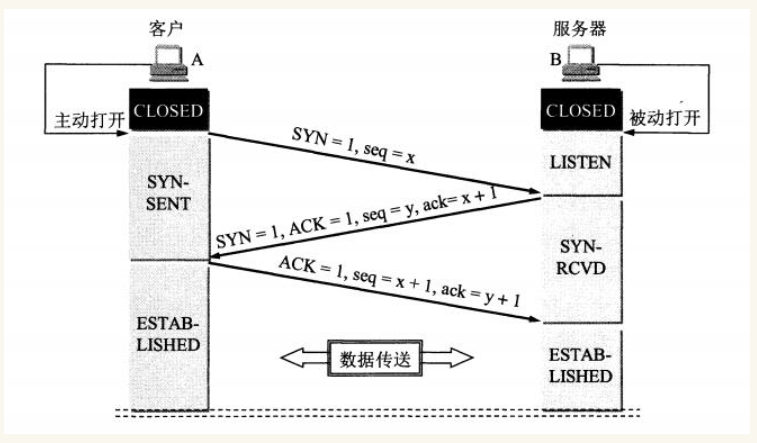 客户
服务器
A
B
CLOSED
CLOSED
主动打开
被动打开
SYN = 1, seq = x
LISTEN
SYN-
SENT
SYN = 1, ACK = 1, seq = y, ack= x + 1
SYN-
RCVD
ACK = 1, seq = x + 1, ack = y + 1
ESTAB-
LISHED
数据传送
ESTAB-
LISHED